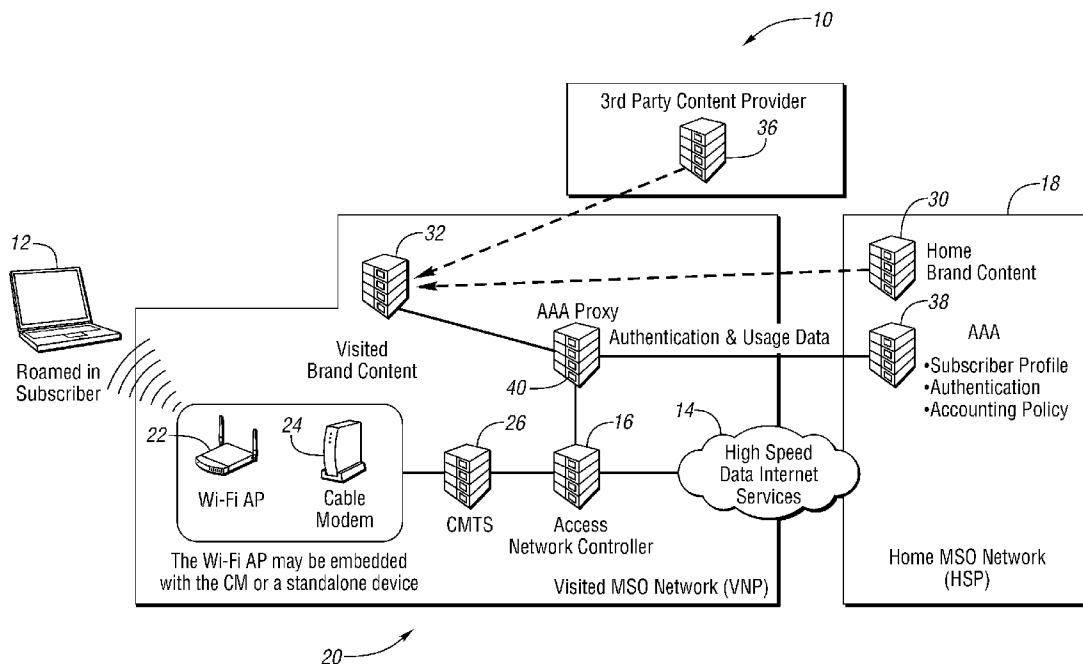 10
3rd Party Content Provider
36
18
12
32
30
Home
Brand Content
AAA Proxy
Authentication & Usage Data
38
AAA
•Subscriber Profile
•Authentication
•Accounting Policy
Roamed in
Subscriber
Visited
Brand Content
40
22
24
26
16
14
High Speed
Data Internet
Services
Wi-Fi AP
Cable
Modem
CMTS
Access
Network Controller
The Wi-Fi AP may be embedded
with the CM or a standalone device
Visited MSO Network (VNP)
Home MSO Network
(HSP)
20